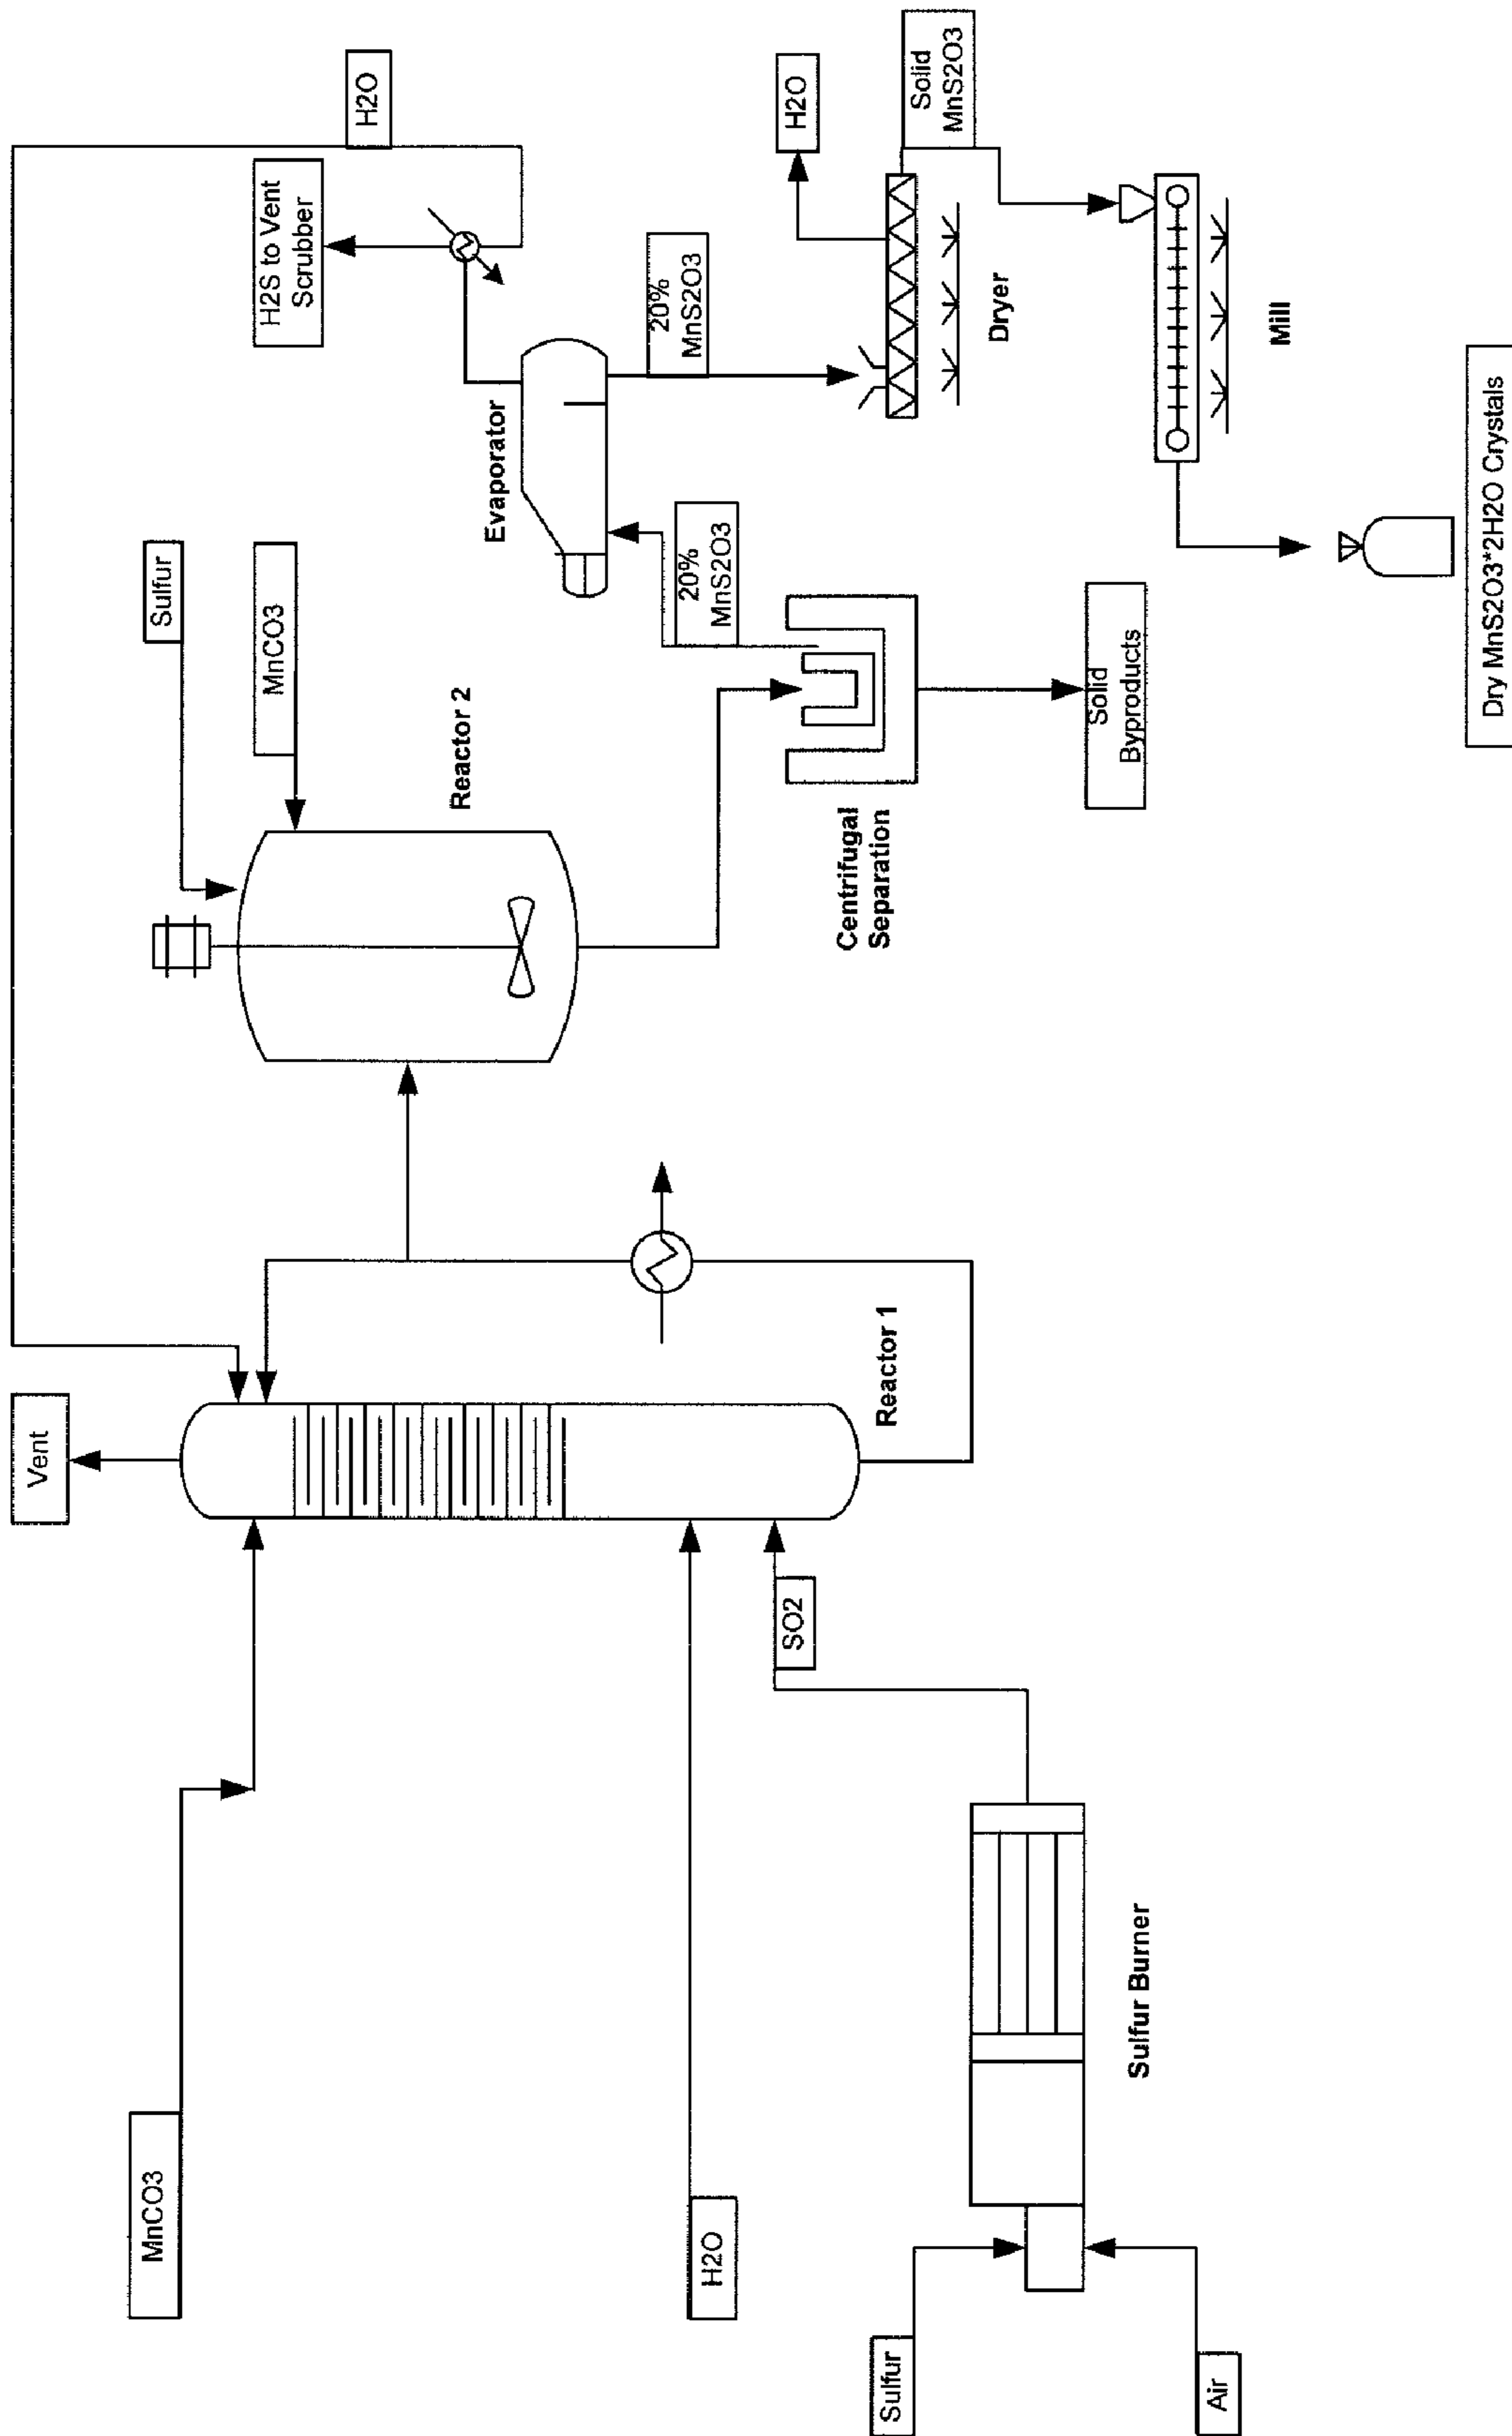 Vent
MnCO3
H2O
Sulfur
Air
Sulfur Burner
SO2
Reactor 1
Sulfur
MnCO3
Reactor 2
Centrifugal
Separation
Solid
Byproducts
20%
MnS2O3
Evaporator
H2S to Vent
Scrubber
H2O
20%
MnS2O3
H2O
Dryer
Solid
MnS2O3
Mill
Dry MnS2O3*2H2O Crystals